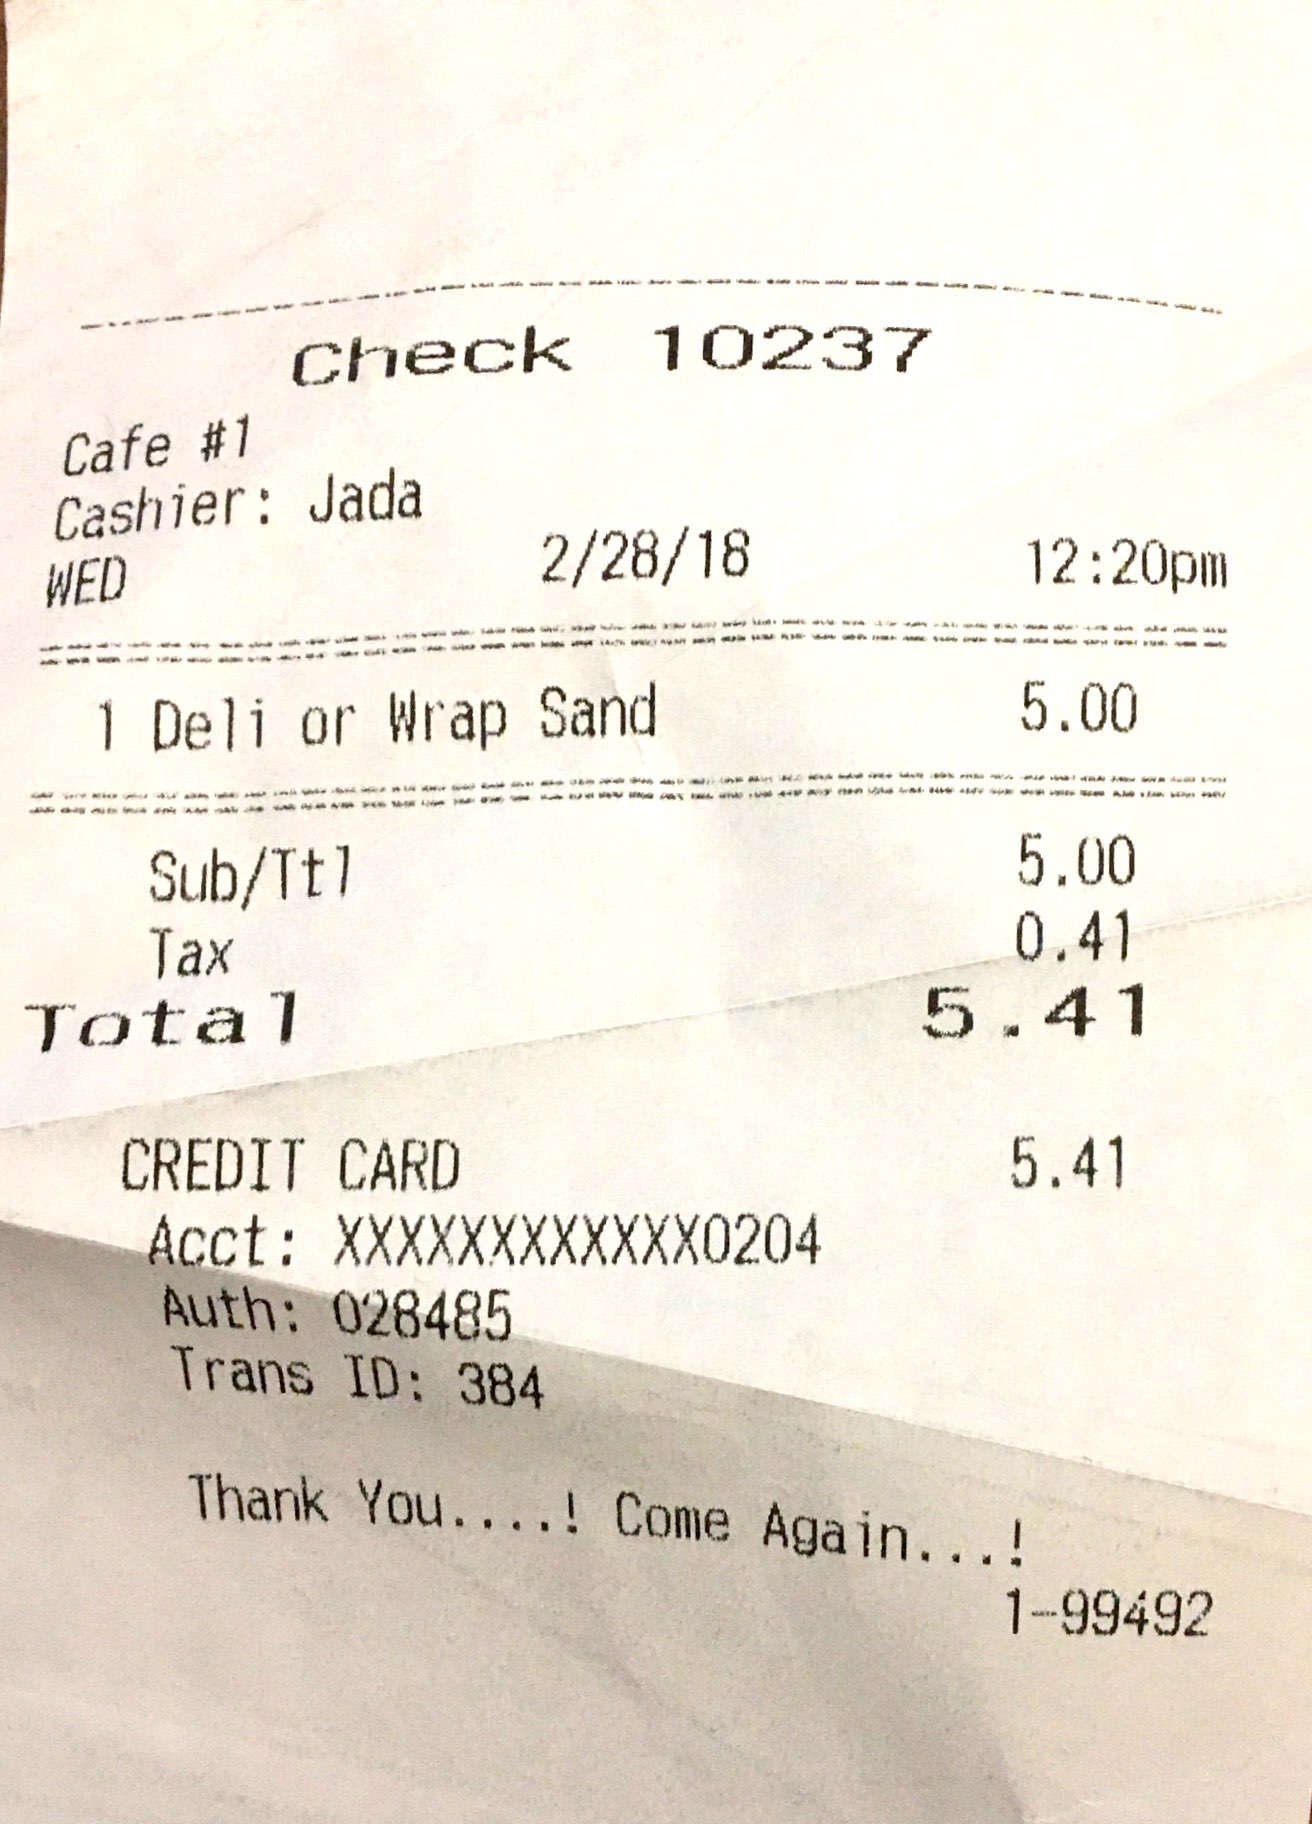 Check 10237
Cafe #1
Cashier: Jada
WED 2/28/18 12:20pm
1 Deli or Wrap Sand 5.00
Sub/Ttl 5.00
Tax 0.41
Total 5.41
CREDIT CARD 5.41
Acct: XXXXXXXXXXXX0204
Auth: 028485
Trans ID: 384
Thank You....! Come Again...!
1-99492